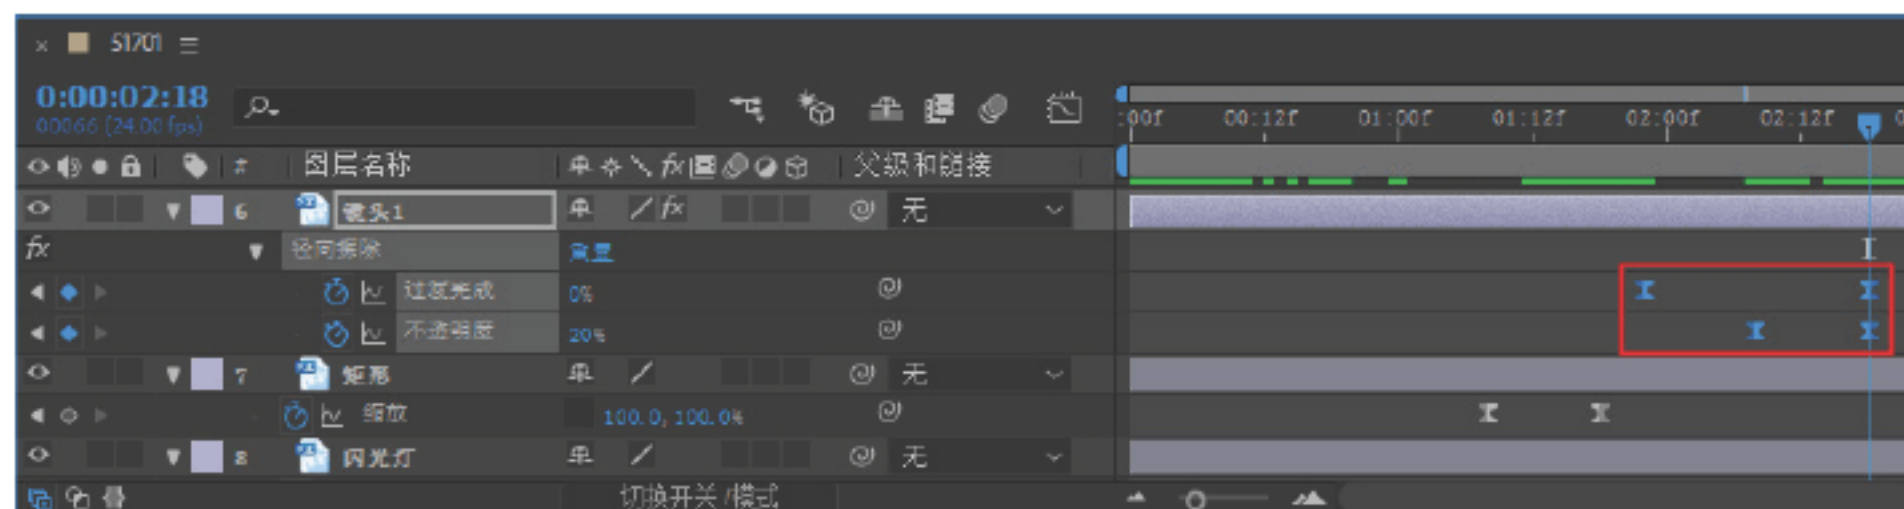 51701
0:00:02:18
00066 (24.00 fps)
:00f 00:12f 01:00f 01:12f 02:00f 02:12f 0
# 图层名称 fx 父级和链接
6 镜头1 fx 无
fx 径向擦除 重置
过渡完成 0%
不透明度 20%
7 矩形 无
缩放 100.0, 100.0%
8 闪光灯 无
切换开关/模式